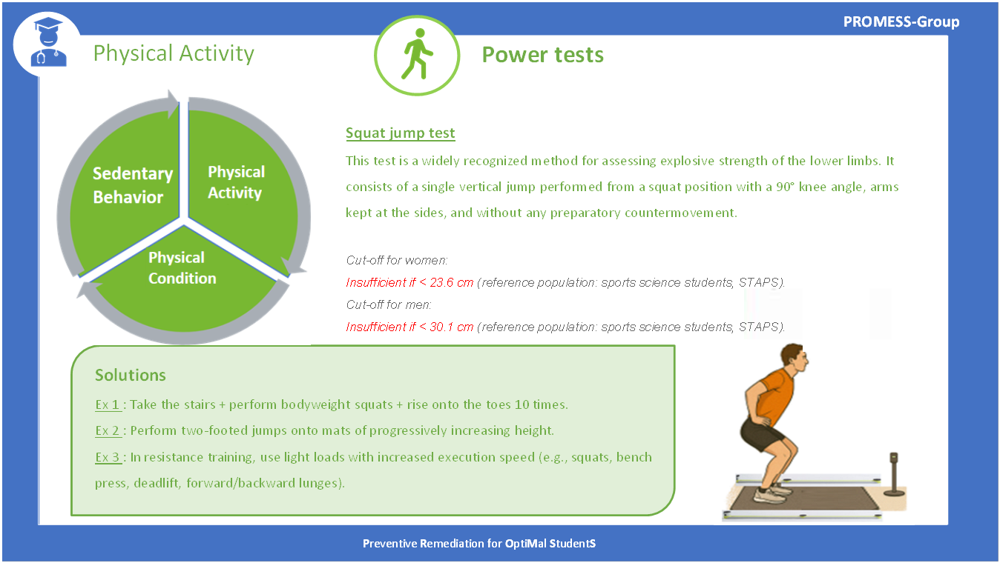 PROMESS-Group
Physical Activity
Power tests
Sedentary
Behavior
Physical
Activity
Physical
Condition
Squat jump test
This test is a widely recognized method for assessing explosive strength of the lower limbs. It
consists of a single vertical jump performed from a squat position with a 90° knee angle, arms
kept at the sides, and without any preparatory countermovement.
Cut-off for women:
Insufficient if < 23.6 cm (reference population: sports science students, STAPS).
Cut-off for men:
Insufficient if < 30.1 cm (reference population: sports science students, STAPS).
Solutions
Ex 1 : Take the stairs + perform bodyweight squats + rise onto the toes 10 times.
Ex 2 : Perform two-footed jumps onto mats of progressively increasing height.
Ex 3 : In resistance training, use light loads with increased execution speed (e.g., squats, bench
press, deadlift, forward/backward lunges).
Preventive Remediation for OptiMal StudentS